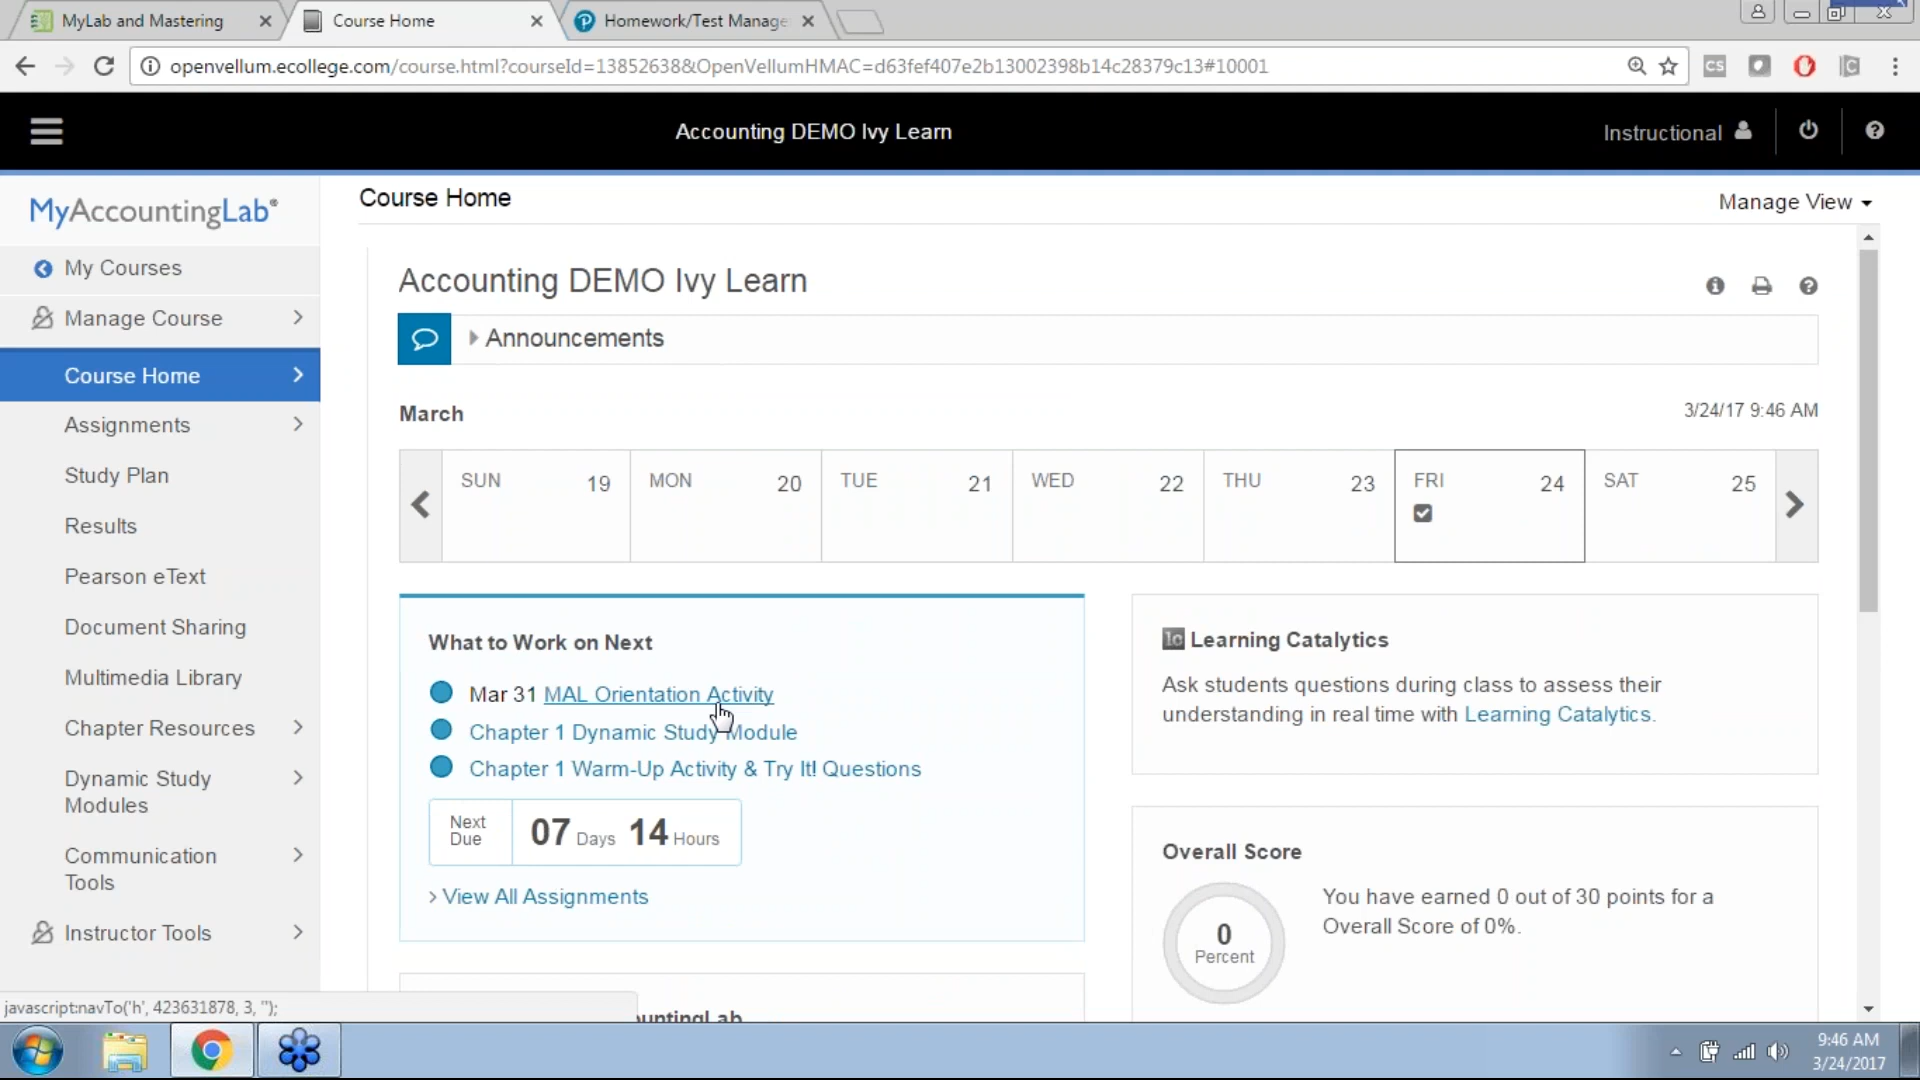 MyLab and Mastering
Course Home
Homework/Test Manage
openvellum.ecollege.com/course.html?courseId=13852638&OpenVellumHMAC=d63fef407e2b13002398b14c28379c13#10001
Accounting DEMO Ivy Learn
Instructional
MyAccountingLab®
My Courses
Manage Course
Course Home
Assignments
Study Plan
Results
Pearson eText
Document Sharing
Multimedia Library
Chapter Resources
Dynamic Study
Modules
Communication
Tools
Instructor Tools
Course Home
Manage View
Accounting DEMO Ivy Learn
Announcements
March
3/24/17 9:46 AM
SUN 19 MON 20 TUE 21 WED 22 THU 23 FRI 24 SAT 25
What to Work on Next
Mar 31 MAL Orientation Activity
Chapter 1 Dynamic Study Module
Chapter 1 Warm-Up Activity & Try It! Questions
Next
Due
07 Days 14 Hours
View All Assignments
lc Learning Catalytics
Ask students questions during class to assess their
understanding in real time with Learning Catalytics.
Overall Score
0
Percent
You have earned 0 out of 30 points for a
Overall Score of 0%.
javascript:navTo('h', 423631878, 3, '');
9:46 AM
3/24/2017